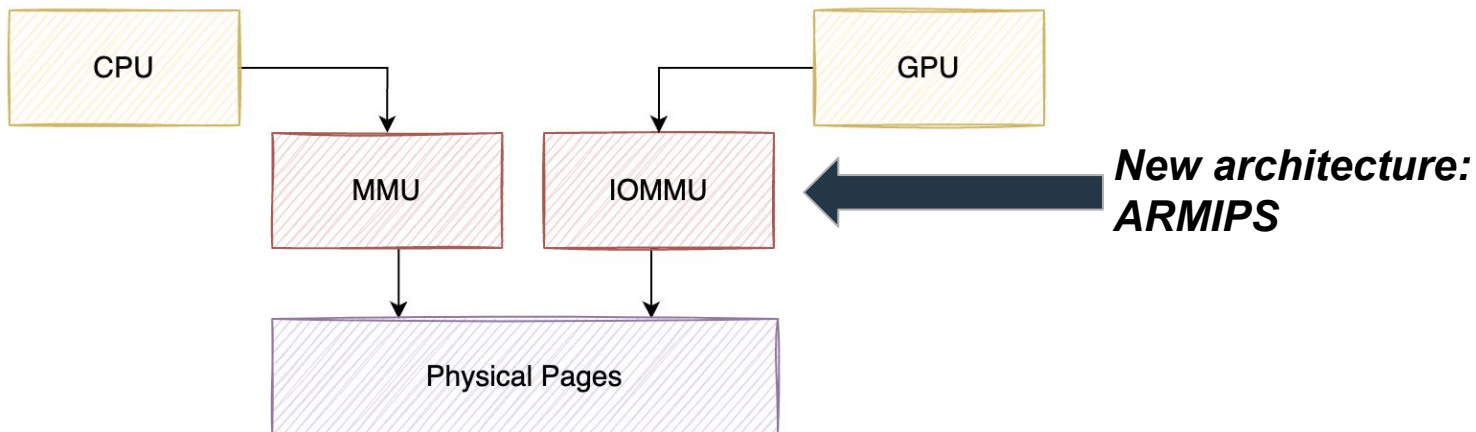 CPU
GPU
MMU
IOMMU
New architecture:
ARMIPS
Physical Pages